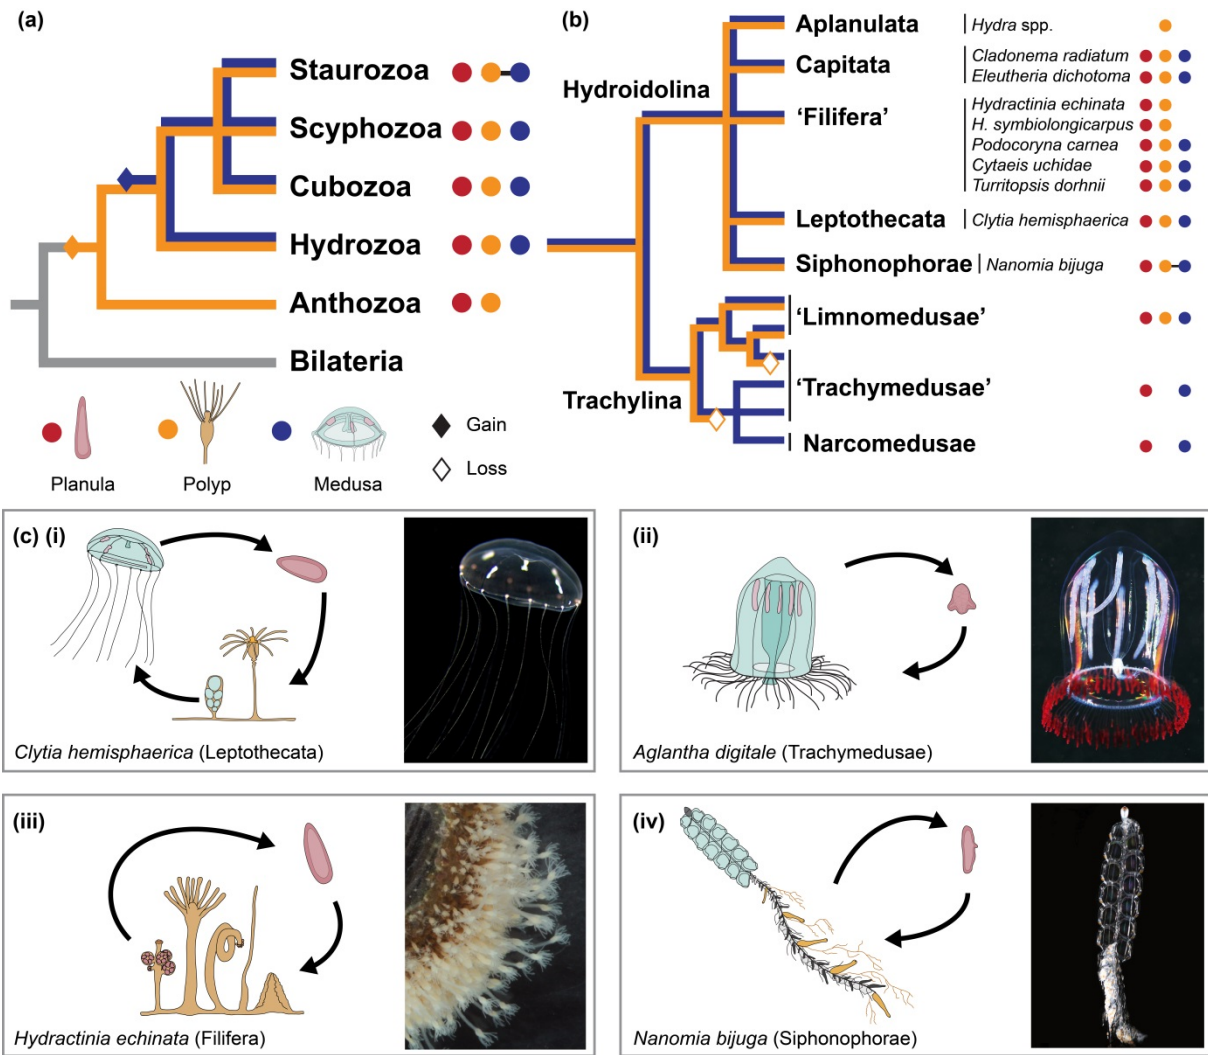 (a)
Staurozoa
Scyphozoa
Cubozoa
Hydrozoa
Anthozoa
Bilateria
Planula
Polyp
Medusa
Gain
Loss
(b)
Hydroidolina
Trachylina
Aplanulata
Hydra spp.
Capitata
Cladonema radiatum
Eleutheria dichotoma
‘Filifera’
Hydractinia echinata
H. symbiolongicarpus
Podocoryna carnea
Cytaeis uchidae
Turritopsis dorhnii
Leptothecata
Clytia hemisphaerica
Siphonophorae
Nanomia bijuga
‘Limnomedusae’
‘Trachymedusae’
Narcomedusae
(c) (i)
Clytia hemisphaerica (Leptothecata)
(ii)
Aglantha digitale (Trachymedusae)
(iii)
Hydractinia echinata (Filifera)
(iv)
Nanomia bijuga (Siphonophorae)